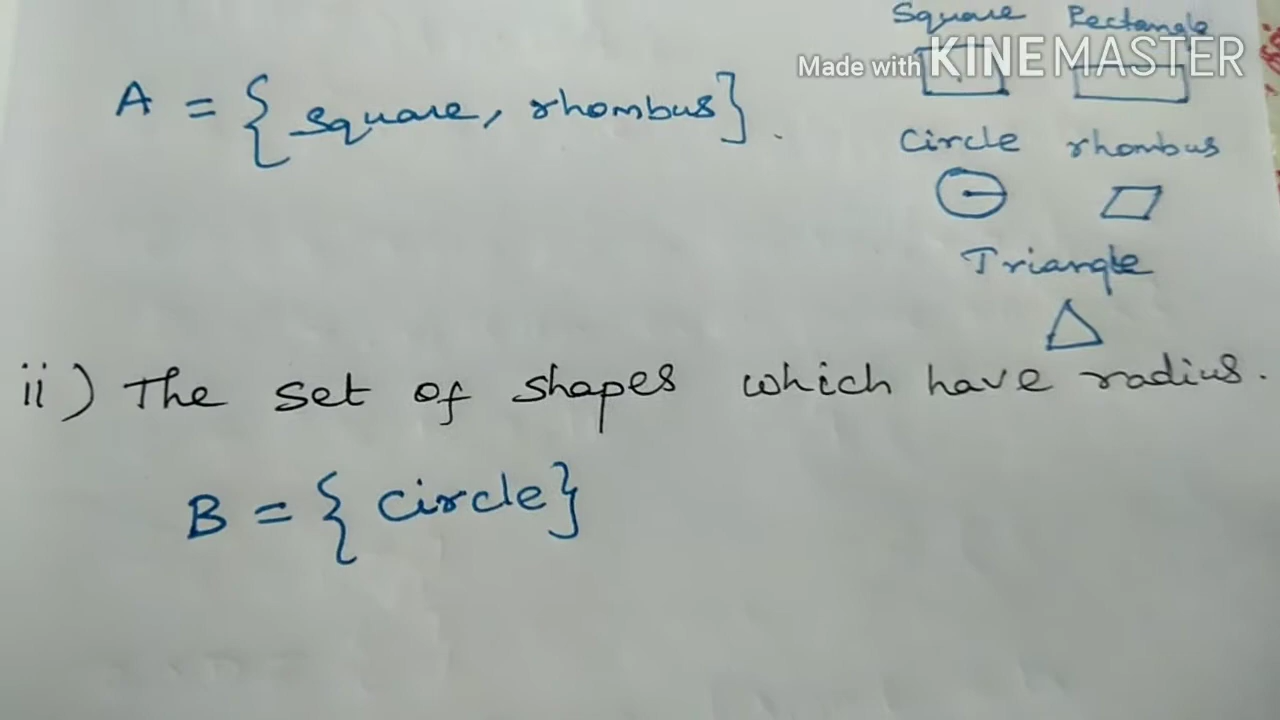 Square Rectangle
Made with KINEMASTER
A = { square, rhombus}.
Circle rhombus
Triangle
ii) The set of shapes which have radius.
B = { circle}